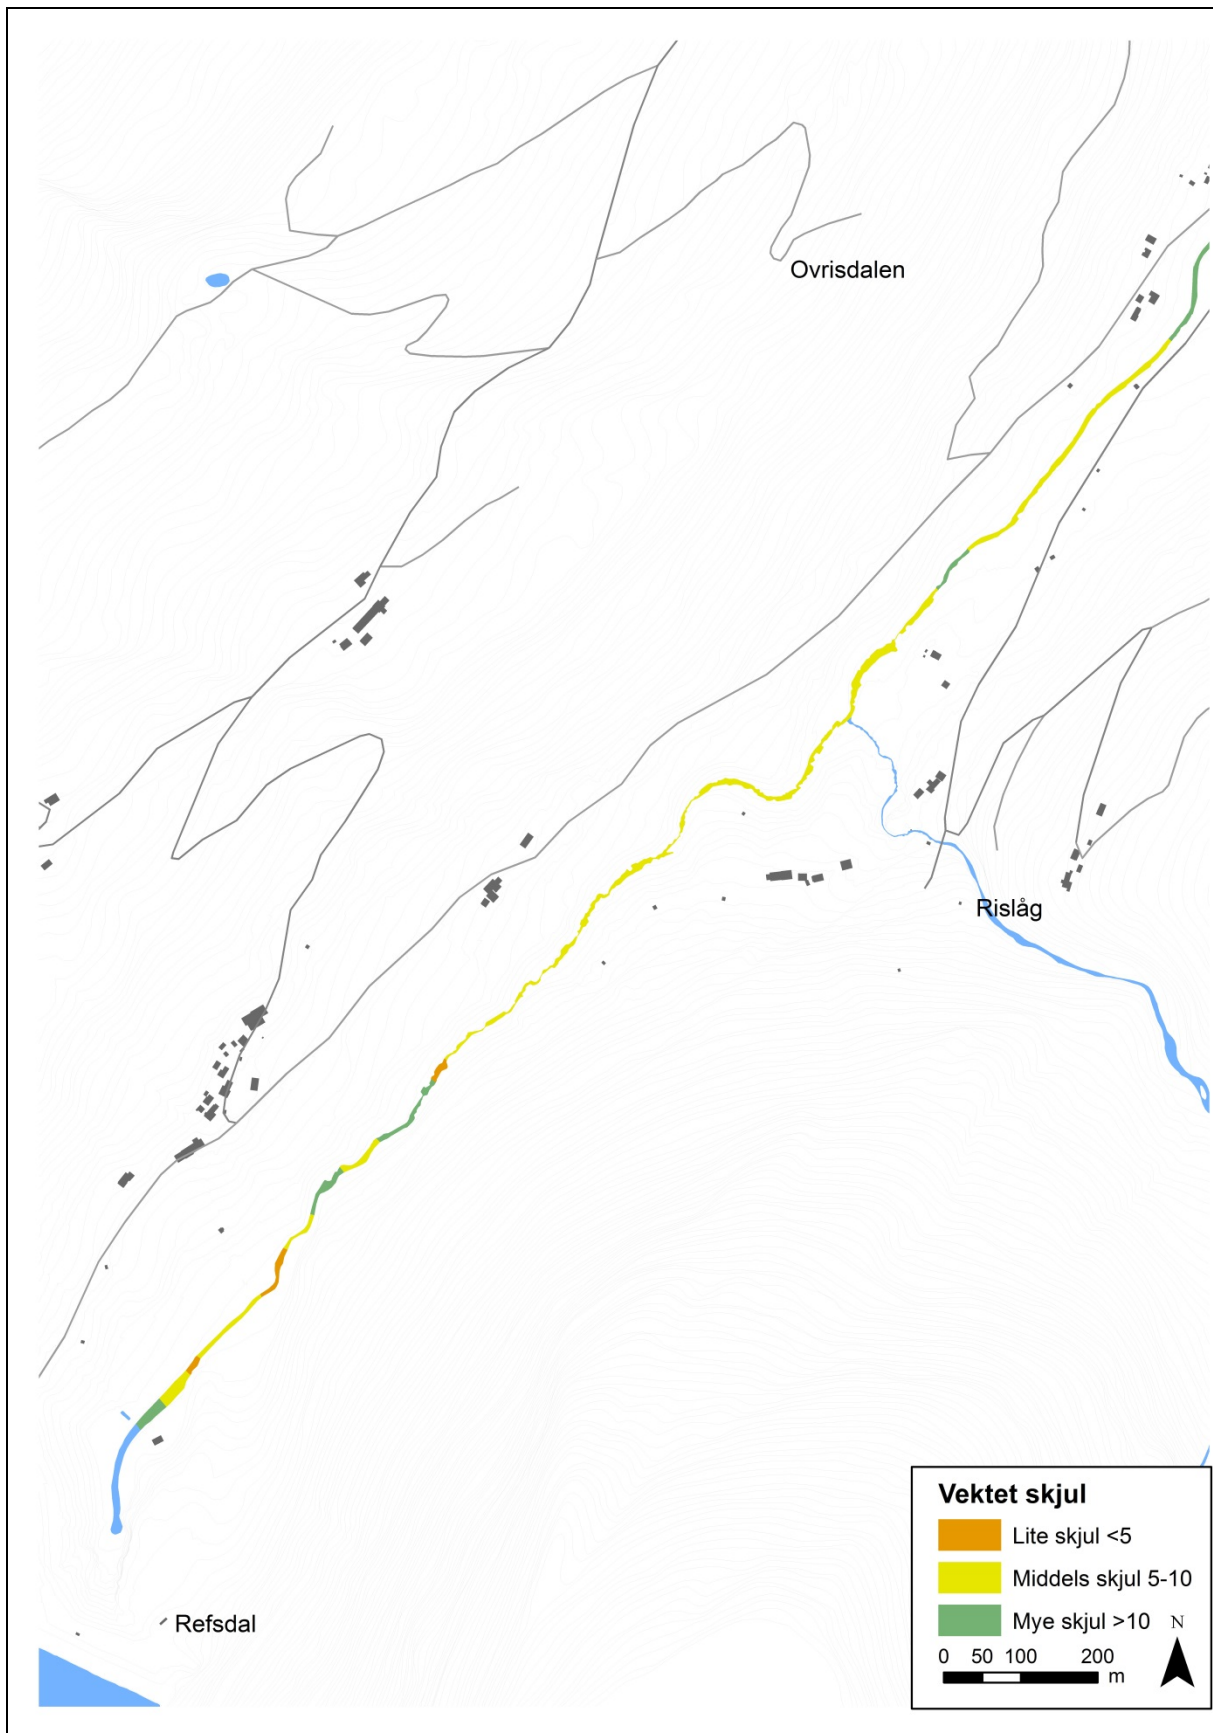 Ovrisdalen
Rislåg
Vektet skjul
Lite skjul <5
Middels skjul 5-10
Mye skjul >10
N
0 50 100 200
m
Refsdal